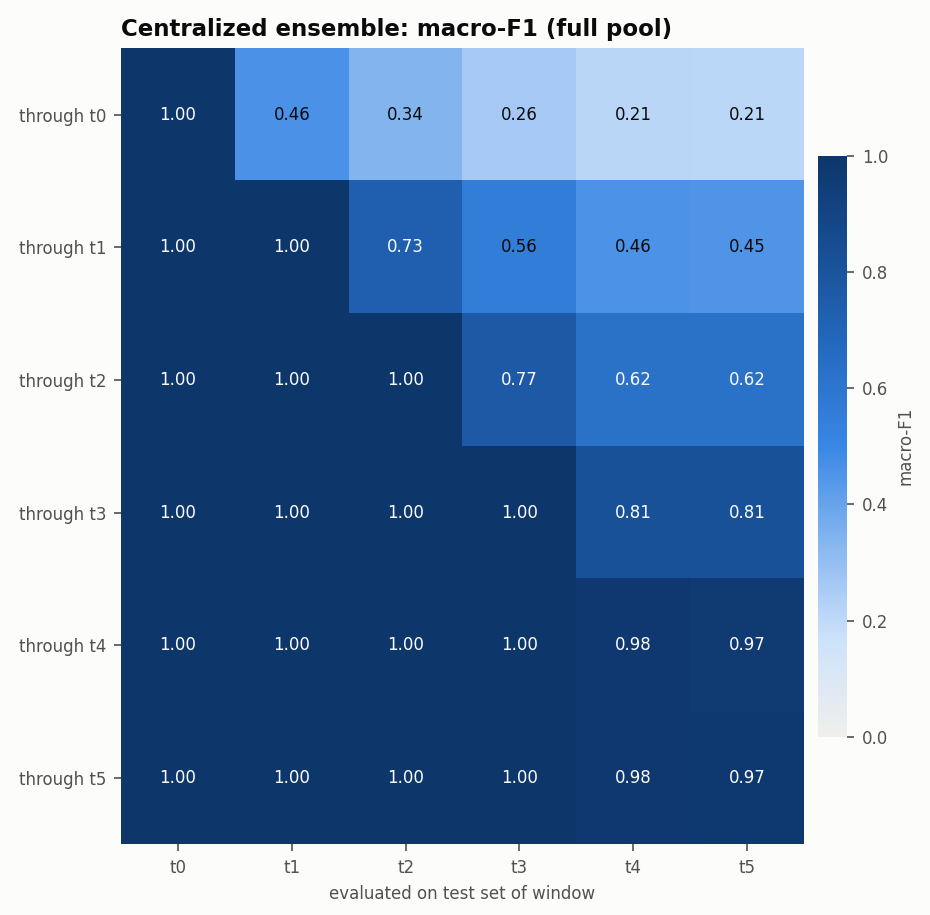 Centralized ensemble: macro-F1 (full pool)
through t0 1.00 0.46 0.34 0.26 0.21 0.21
through t1 1.00 1.00 0.73 0.56 0.46 0.45
through t2 1.00 1.00 1.00 0.77 0.62 0.62
through t3 1.00 1.00 1.00 1.00 0.81 0.81
through t4 1.00 1.00 1.00 1.00 0.98 0.97
through t5 1.00 1.00 1.00 1.00 0.98 0.97
t0 t1 t2 t3 t4 t5
evaluated on test set of window
1.0
0.8
0.6
0.4
0.2
0.0
macro-F1